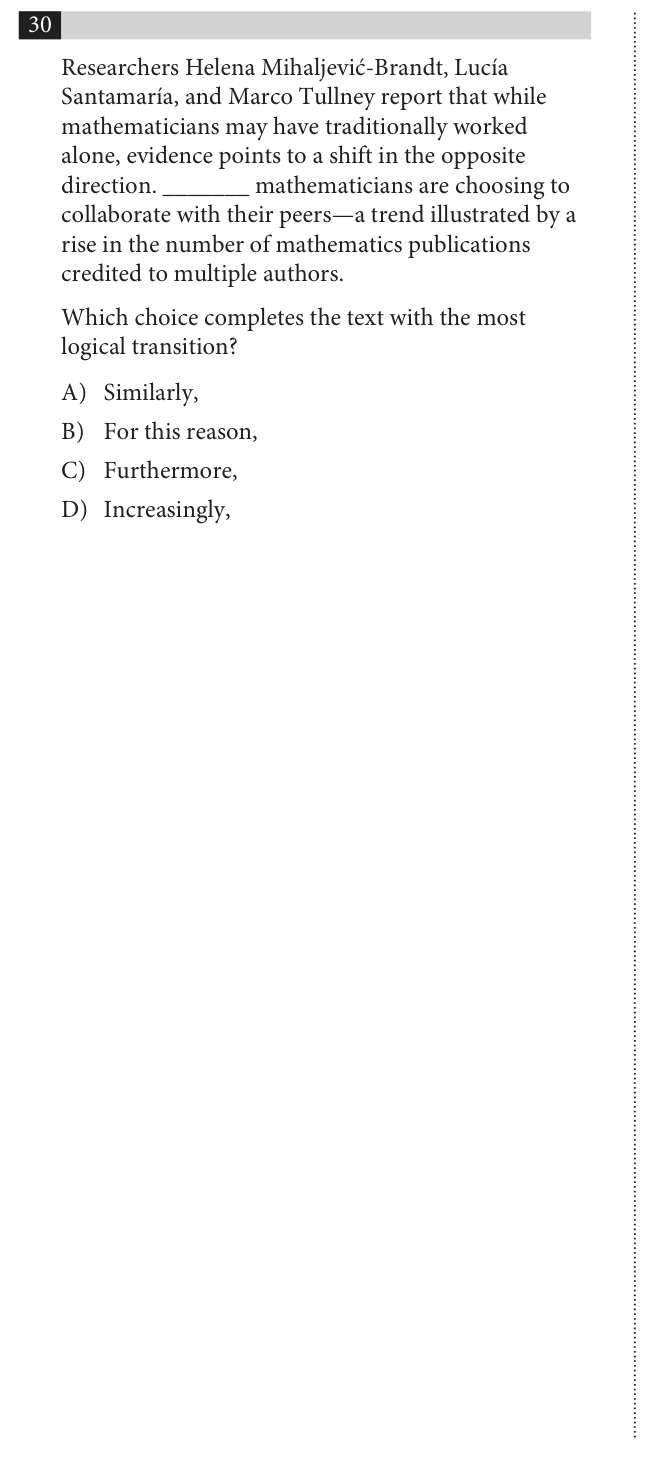 30
Researchers Helena Mihaljević-Brandt, Lucía
Santamaría, and Marco Tullney report that while
mathematicians may have traditionally worked
alone, evidence points to a shift in the opposite
direction. _______ mathematicians are choosing to
collaborate with their peers—a trend illustrated by a
rise in the number of mathematics publications
credited to multiple authors.
Which choice completes the text with the most
logical transition?
A) Similarly,
B) For this reason,
C) Furthermore,
D) Increasingly,